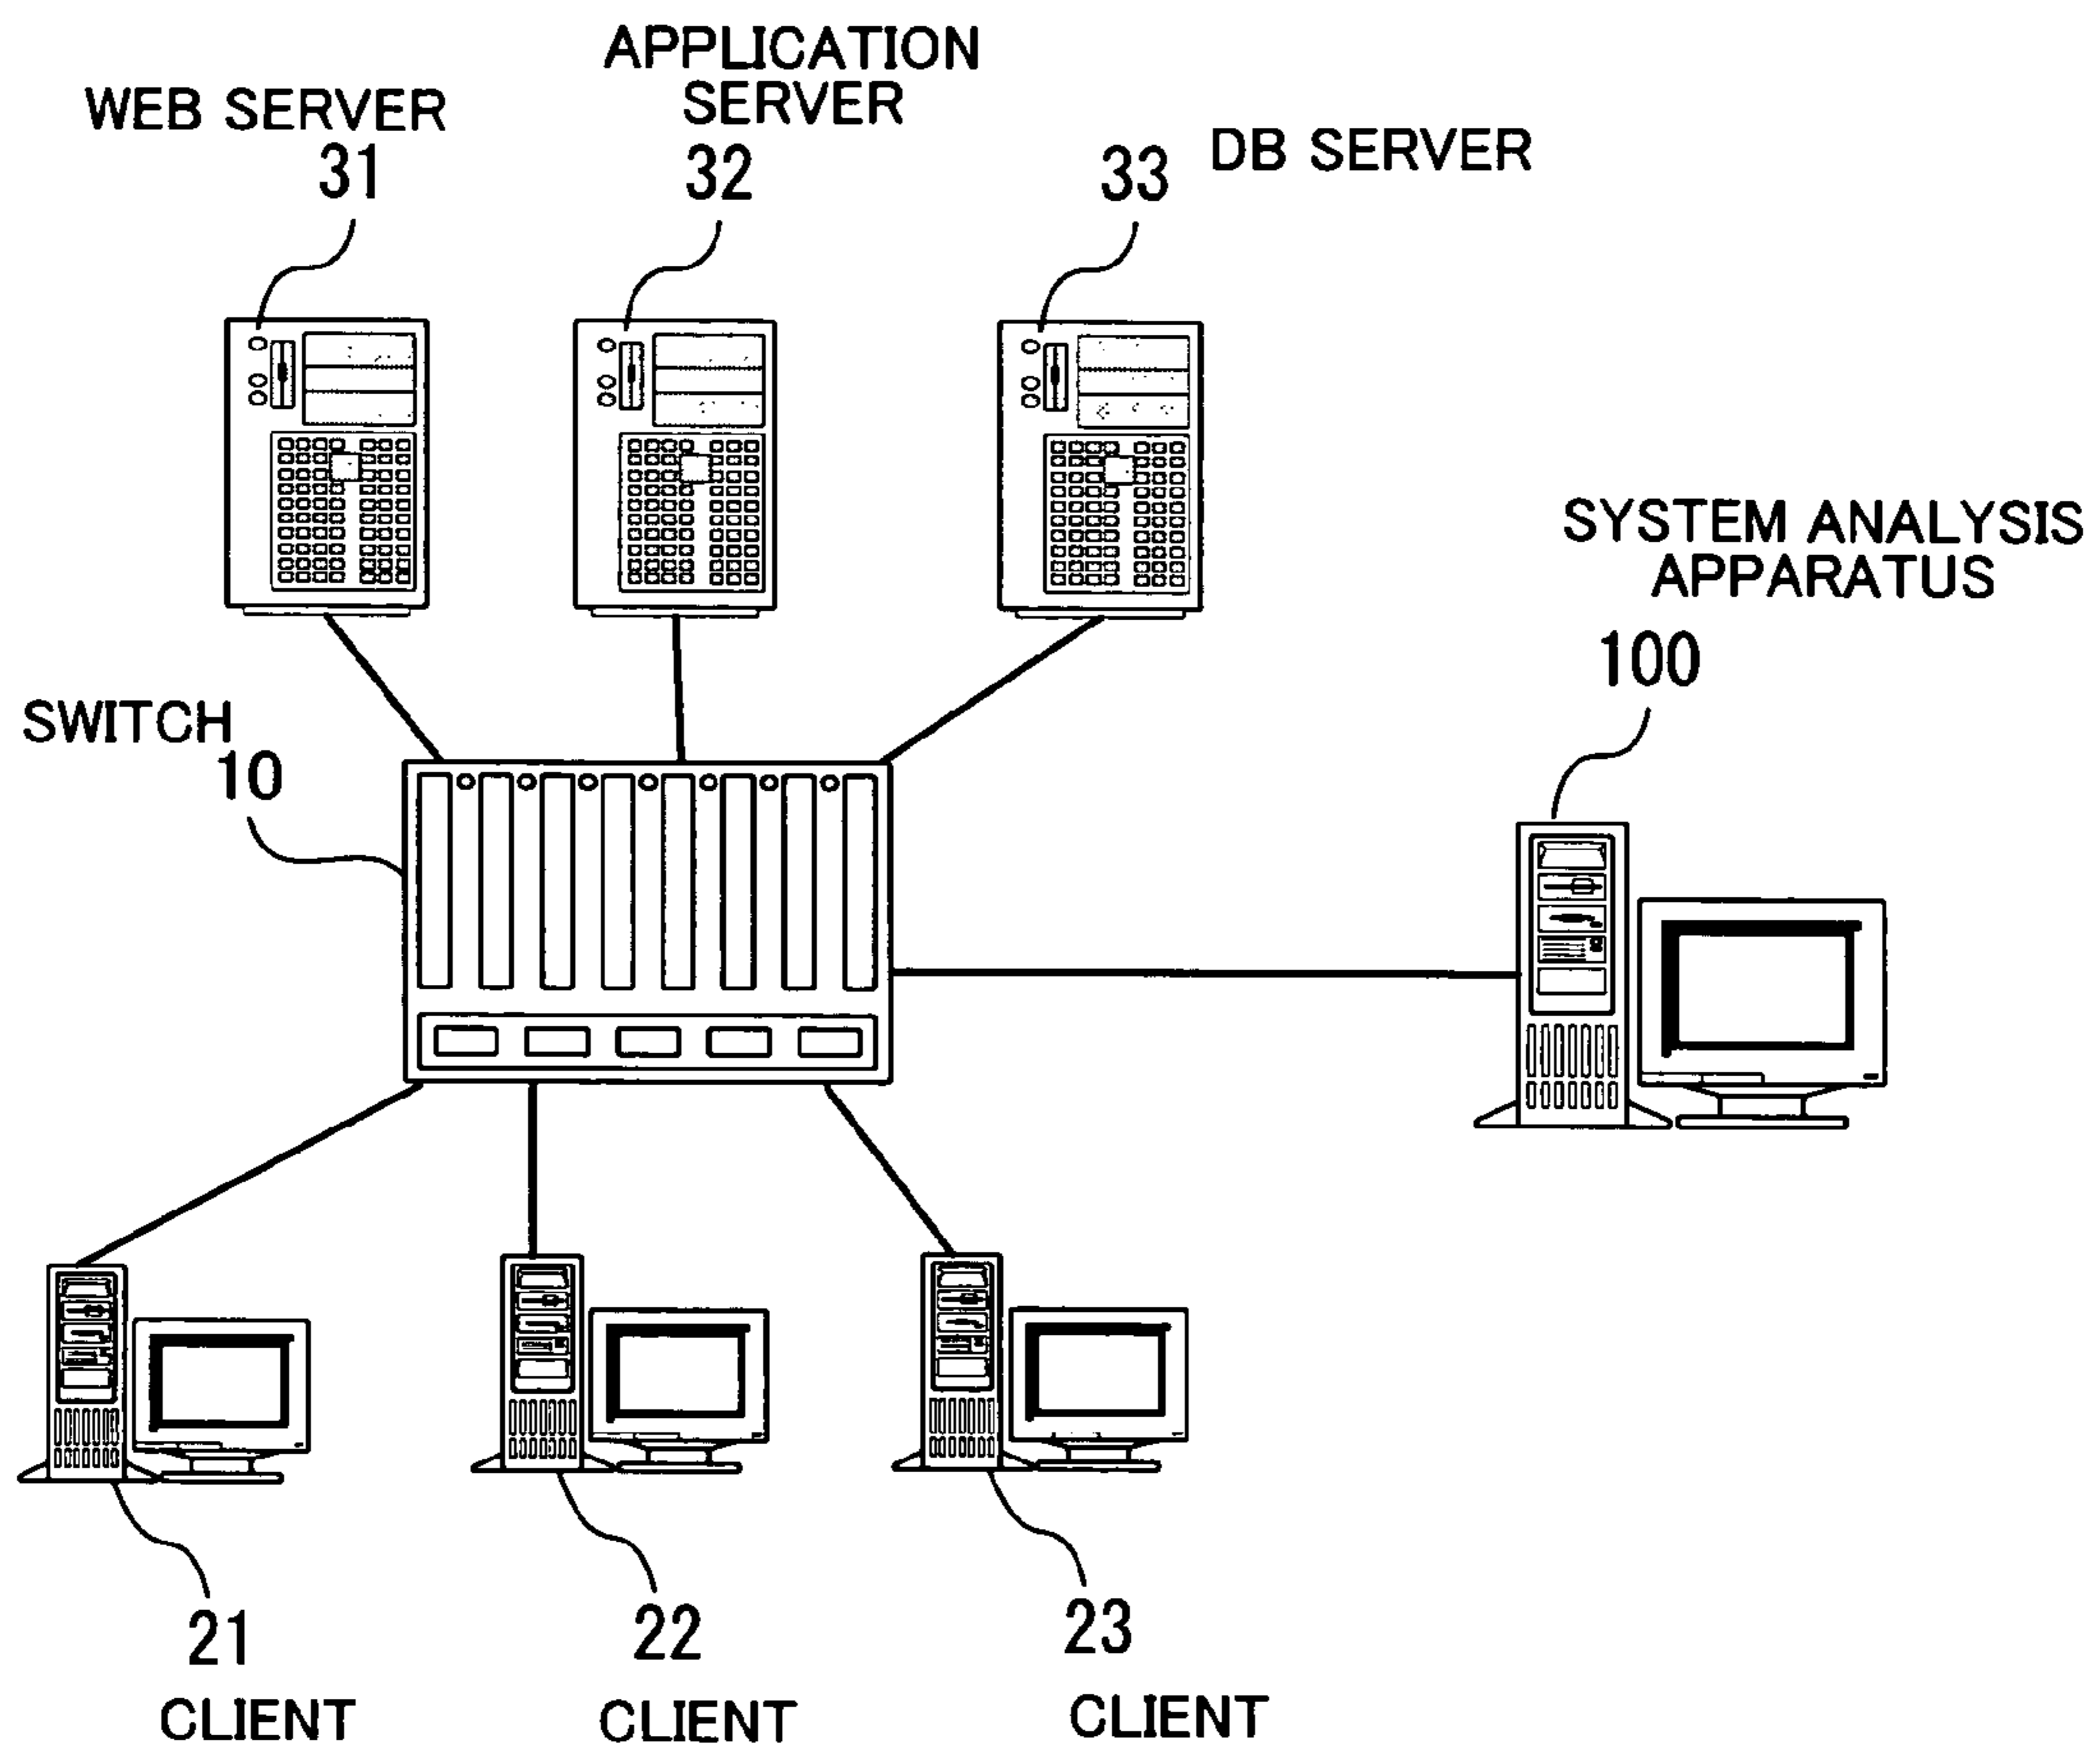 APPLICATION
SERVER
32
WEB SERVER
31
DB SERVER
33
SYSTEM ANALYSIS
APPARATUS
100
SWITCH
10
21
CLIENT
22
CLIENT
23
CLIENT